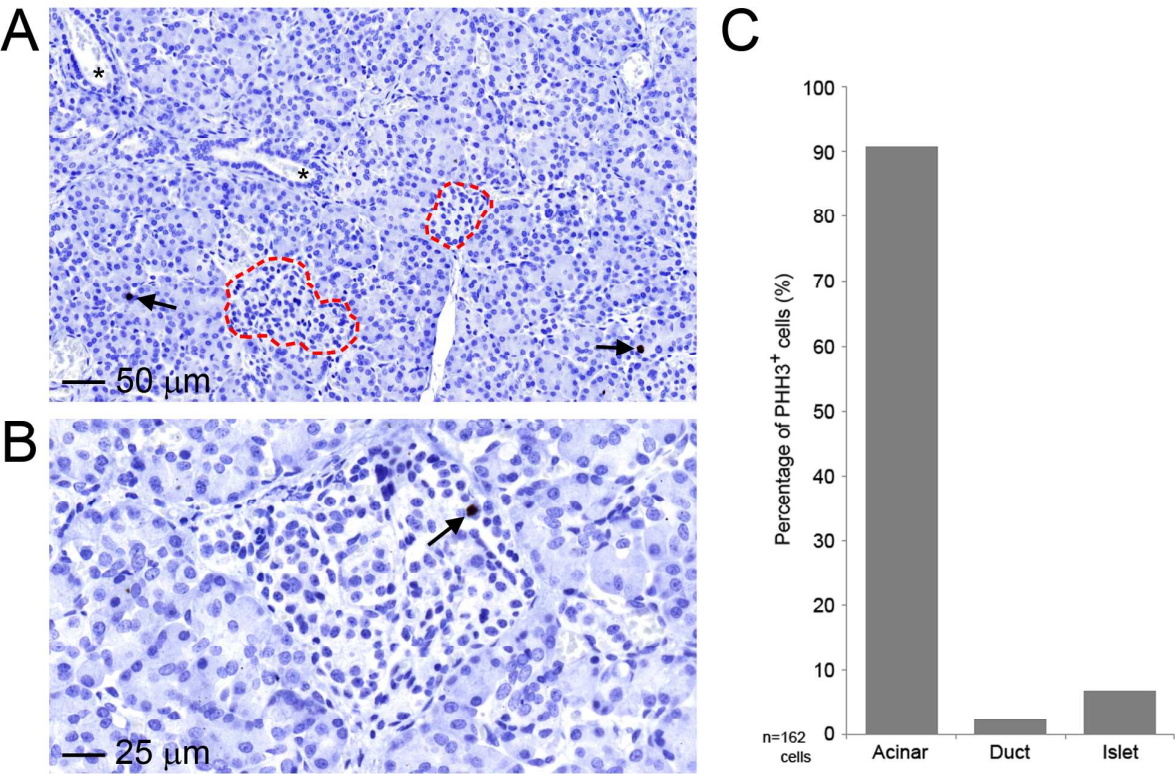 A
*
*
50 μm
B
25 μm
C
Percentage of PHH3⁺ cells (%)
100
90
80
70
60
50
40
30
20
10
0
n=162
cells
Acinar
Duct
Islet